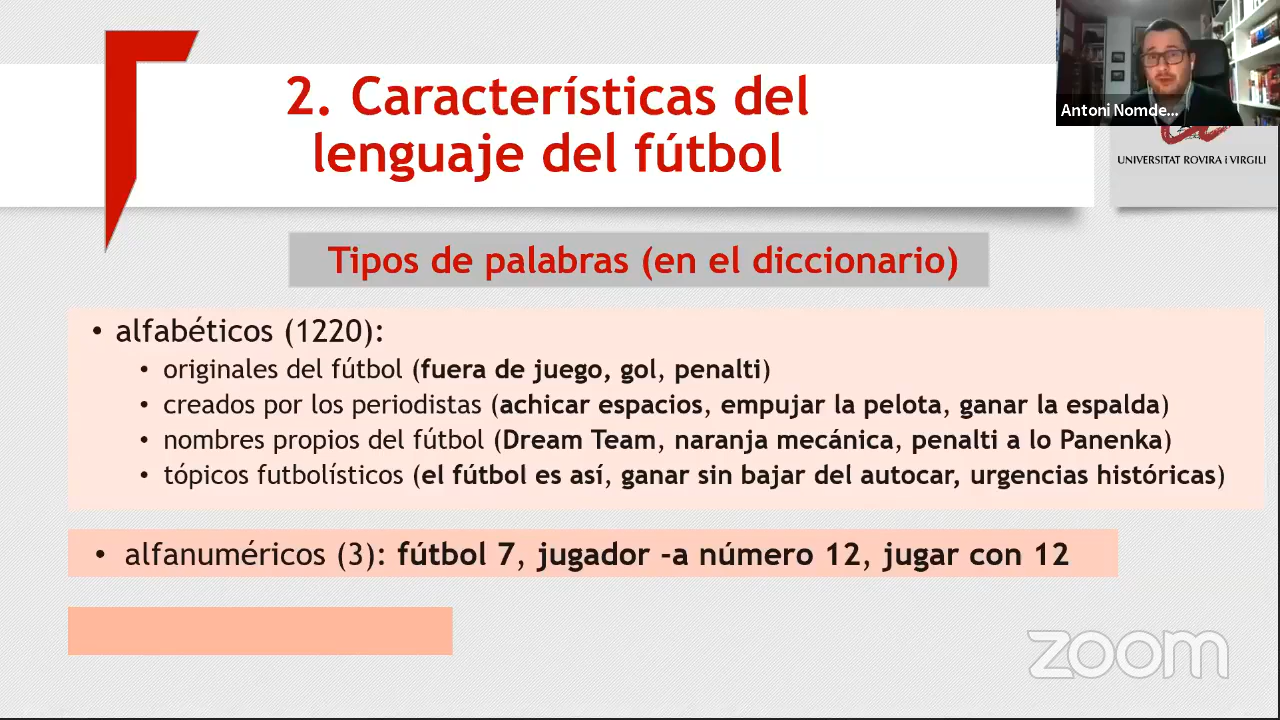 2. Características del
lenguaje del fútbol
Antoni Nomde...
UNIVERSITAT ROVIRA I VIRGILI
Tipos de palabras (en el diccionario)
• alfabéticos (1220):
• originales del fútbol (fuera de juego, gol, penalti)
• creados por los periodistas (achicar espacios, empujar la pelota, ganar la espalda)
• nombres propios del fútbol (Dream Team, naranja mecánica, penalti a lo Panenka)
• tópicos futbolísticos (el fútbol es así, ganar sin bajar del autocar, urgencias históricas)
• alfanuméricos (3): fútbol 7, jugador -a número 12, jugar con 12
zoom